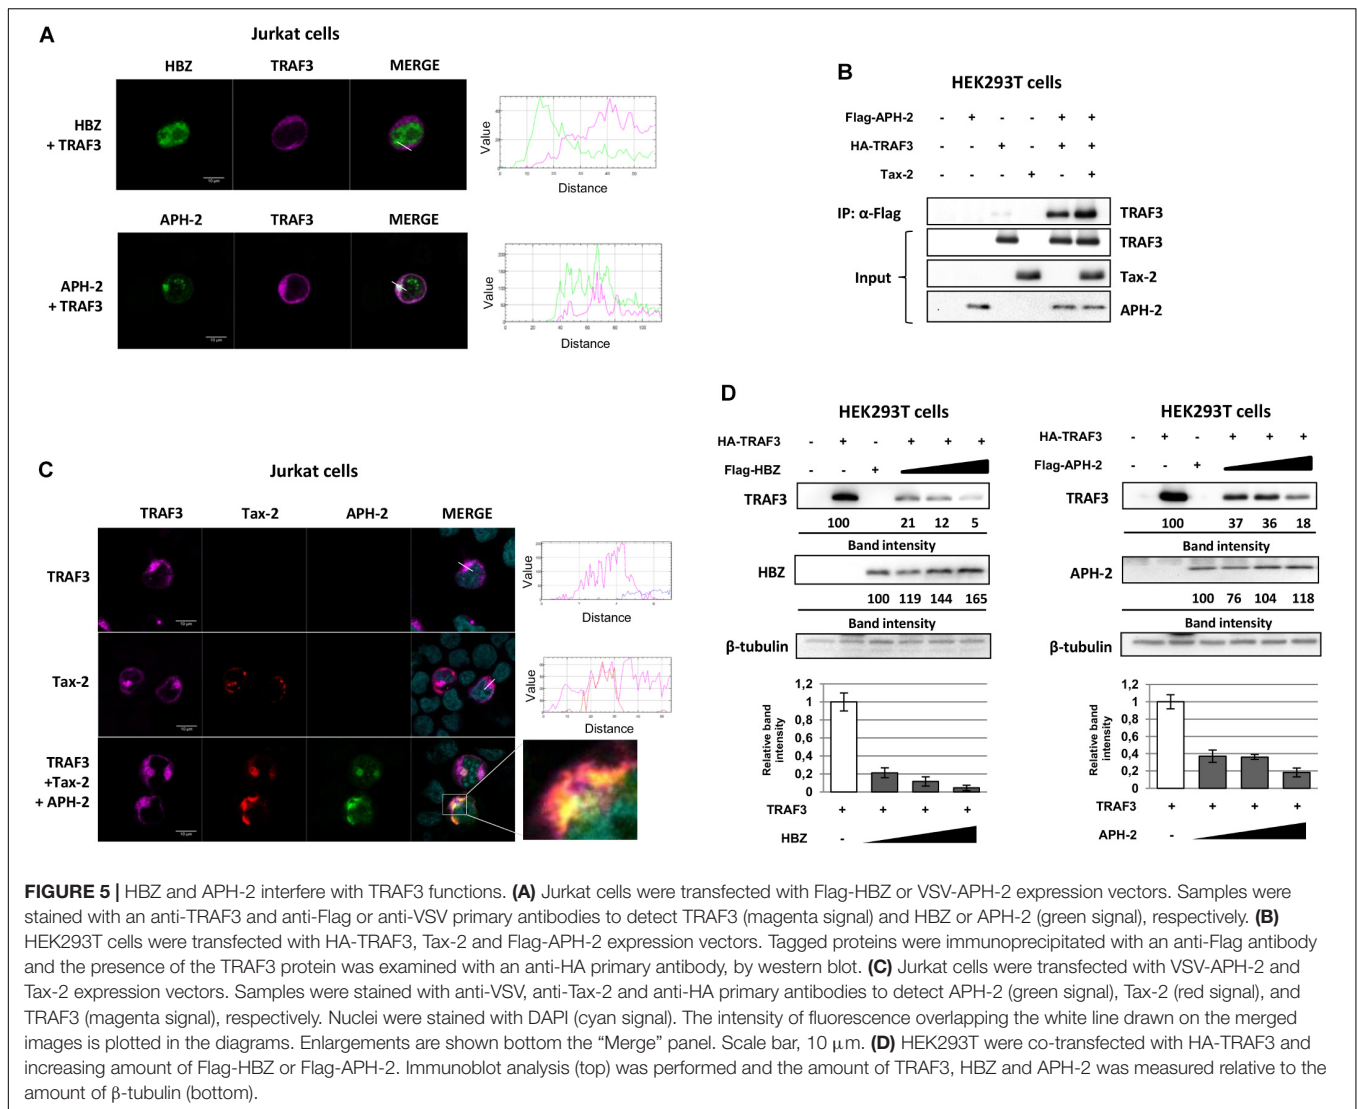 A
Jurkat cells
HBZ TRAF3 MERGE
HBZ
+ TRAF3
10 µm
Value
Distance
APH-2 TRAF3 MERGE
APH-2
+ TRAF3
10 µm
Value
Distance
B
HEK293T cells
Flag-APH-2 - + - - + +
HA-TRAF3 - - + - + +
Tax-2 - - - + - +
IP: α-Flag TRAF3
Input
TRAF3
Tax-2
APH-2
C
Jurkat cells
TRAF3 Tax-2 APH-2 MERGE
TRAF3
10 µm
Value
Distance
Tax-2
10 µm
Value
Distance
TRAF3
+Tax-2
+ APH-2
10 µm
D
HEK293T cells
HA-TRAF3 - + - + + +
Flag-HBZ - - +
TRAF3
100 21 12 5
Band intensity
HBZ
100 119 144 165
Band intensity
β-tubulin
Relative band
intensity
1,2
1
0,8
0,6
0,4
0,2
0
TRAF3 + + + +
HBZ -
HEK293T cells
HA-TRAF3 - + - + + +
Flag-APH-2 - - +
TRAF3
100 37 36 18
Band intensity
APH-2
100 76 104 118
Band intensity
β-tubulin
Relative band
intensity
1,2
1
0,8
0,6
0,4
0,2
0
TRAF3 + + + +
APH-2 -
FIGURE 5 | HBZ and APH-2 interfere with TRAF3 functions. (A) Jurkat cells were transfected with Flag-HBZ or VSV-APH-2 expression vectors. Samples were
stained with an anti-TRAF3 and anti-Flag or anti-VSV primary antibodies to detect TRAF3 (magenta signal) and HBZ or APH-2 (green signal), respectively. (B)
HEK293T cells were transfected with HA-TRAF3, Tax-2 and Flag-APH-2 expression vectors. Tagged proteins were immunoprecipitated with an anti-Flag antibody
and the presence of the TRAF3 protein was examined with an anti-HA primary antibody, by western blot. (C) Jurkat cells were transfected with VSV-APH-2 and
Tax-2 expression vectors. Samples were stained with anti-VSV, anti-Tax-2 and anti-HA primary antibodies to detect APH-2 (green signal), Tax-2 (red signal), and
TRAF3 (magenta signal), respectively. Nuclei were stained with DAPI (cyan signal). The intensity of fluorescence overlapping the white line drawn on the merged
images is plotted in the diagrams. Enlargements are shown bottom the “Merge” panel. Scale bar, 10 µm. (D) HEK293T were co-transfected with HA-TRAF3 and
increasing amount of Flag-HBZ or Flag-APH-2. Immunoblot analysis (top) was performed and the amount of TRAF3, HBZ and APH-2 was measured relative to the
amount of β-tubulin (bottom).